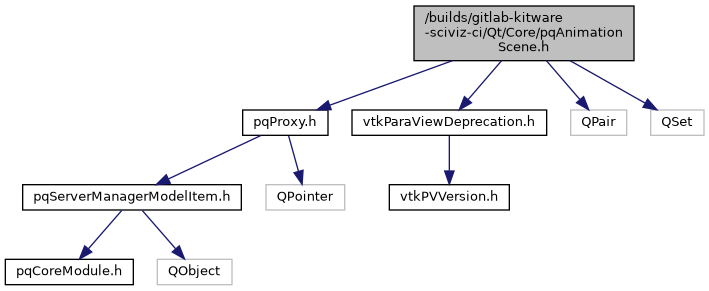 /builds/gitlab-kitware
-sciviz-ci/Qt/Core/pqAnimation
Scene.h
pqProxy.h
vtkParaViewDeprecation.h
QPair
QSet
pqServerManagerModelItem.h
QPointer
vtkPVVersion.h
pqCoreModule.h
QObject